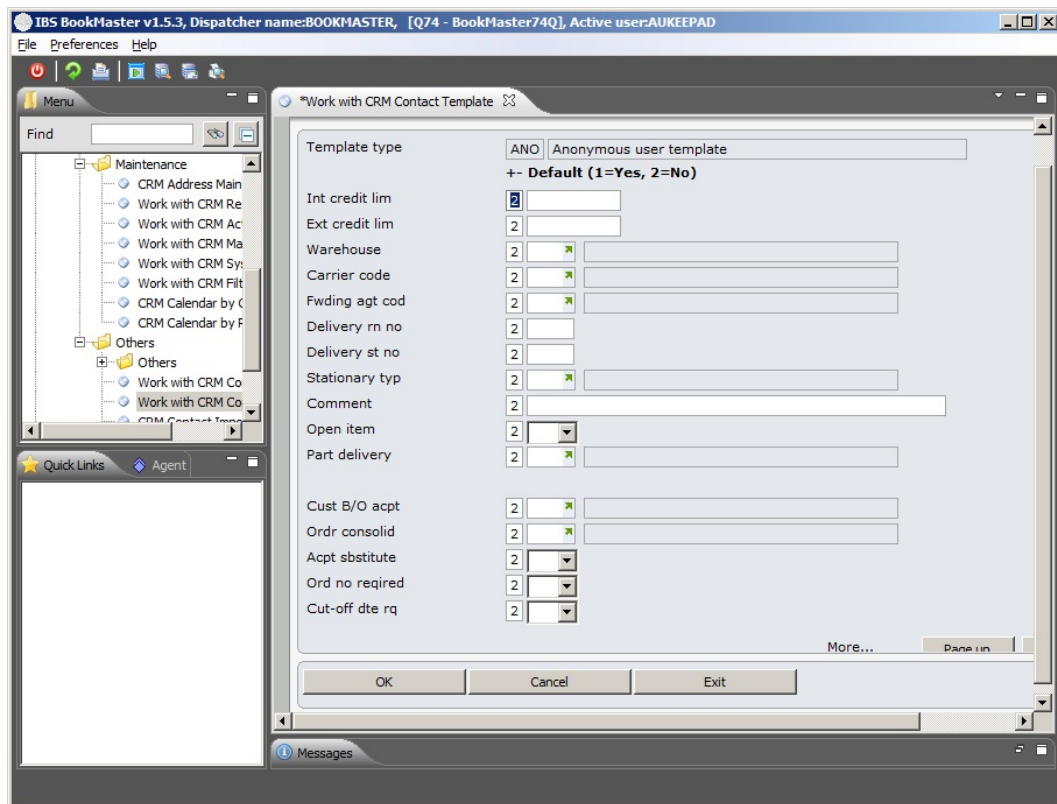 IBS BookMaster v1.5.3, Dispatcher name:BOOKMASTER, [Q74 - BookMaster74Q], Active user:AUKEEPAD
File Preferences Help
Menu
Find
Maintenance
CRM Address Main
Work with CRM Re
Work with CRM Ac
Work with CRM Ma
Work with CRM Sy
Work with CRM Filt
CRM Calendar by
CRM Calendar by
Others
Others
Work with CRM Co
Work with CRM Co
CRM Contact Impo
Quick Links Agent
*Work with CRM Contact Template
Template type ANO Anonymous user template
+- Default (1=Yes, 2=No)
Int credit lim 2
Ext credit lim 2
Warehouse 2
Carrier code 2
Fwding agt cod 2
Delivery rn no 2
Delivery st no 2
Stationary typ 2
Comment 2
Open item 2
Part delivery 2
Cust B/O acpt 2
Ordr consolid 2
Acpt sbstitute 2
Ord no reqired 2
Cut-off dte rq 2
More... Page up
OK Cancel Exit
Messages